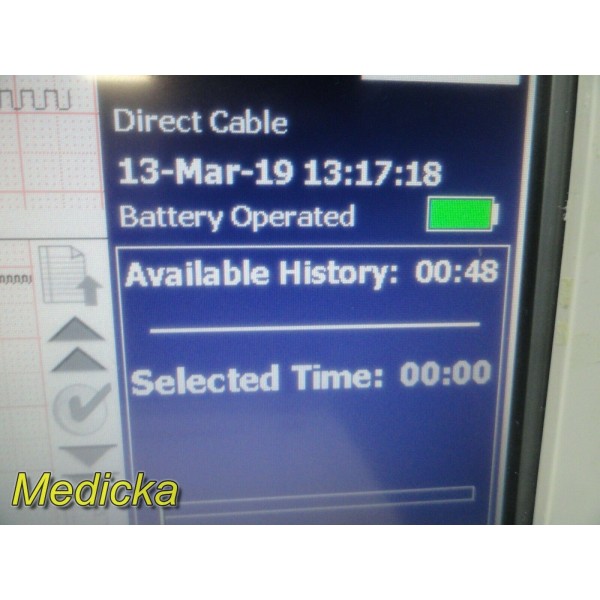 Direct Cable
13-Mar-19 13:17:18
Battery Operated
Available History: 00:48
Selected Time: 00:00
Medicka